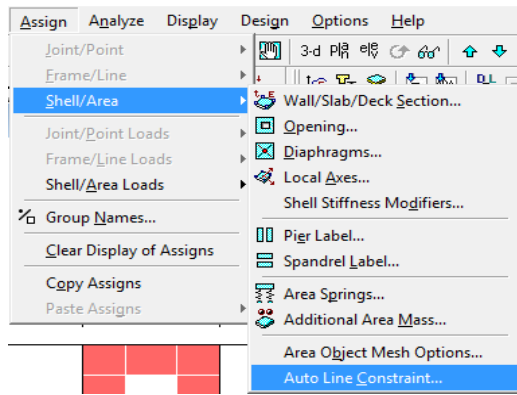 Assign Analyze Display Design Options Help
Joint/Point
3-d
Frame/Line
Shell/Area
Wall/Slab/Deck Section...
Opening...
Joint/Point Loads
Diaphragms...
Frame/Line Loads
Local Axes...
Shell/Area Loads
Shell Stiffness Modifiers...
Group Names...
Pier Label...
Clear Display of Assigns
Spandrel Label...
Copy Assigns
Area Springs...
Paste Assigns
Additional Area Mass...
Area Object Mesh Options...
Auto Line Constraint...